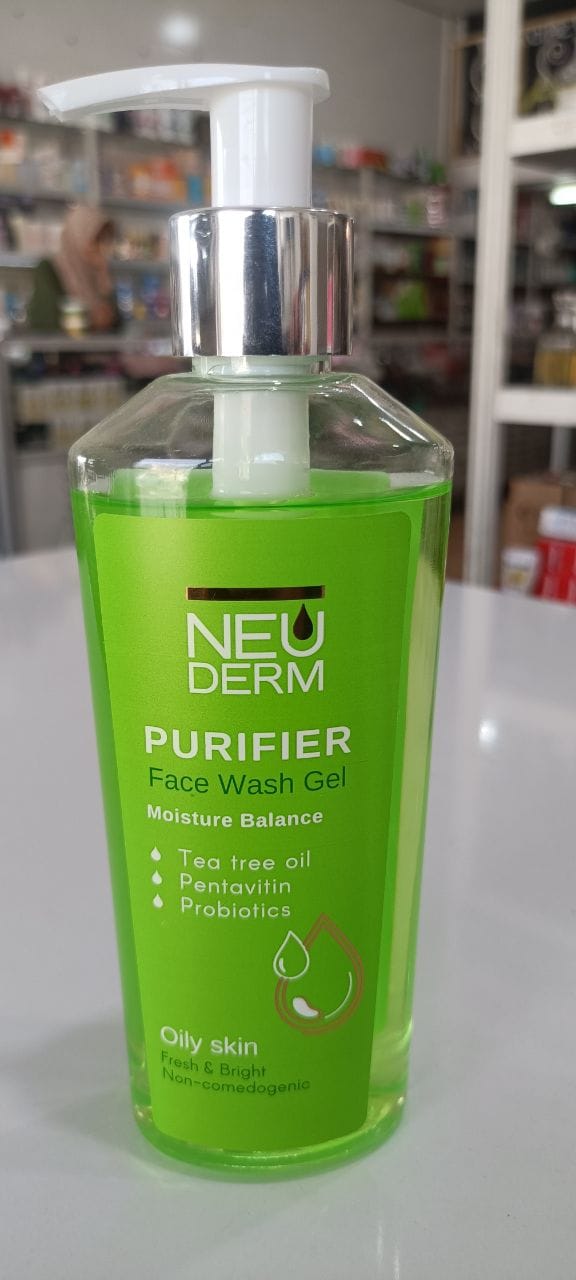 NEU
DERM
PURIFIER
Face Wash Gel
Moisture Balance
Tea tree oil
Pentavitin
Probiotics
Oily skin
Fresh & Bright
Non-comedogenic